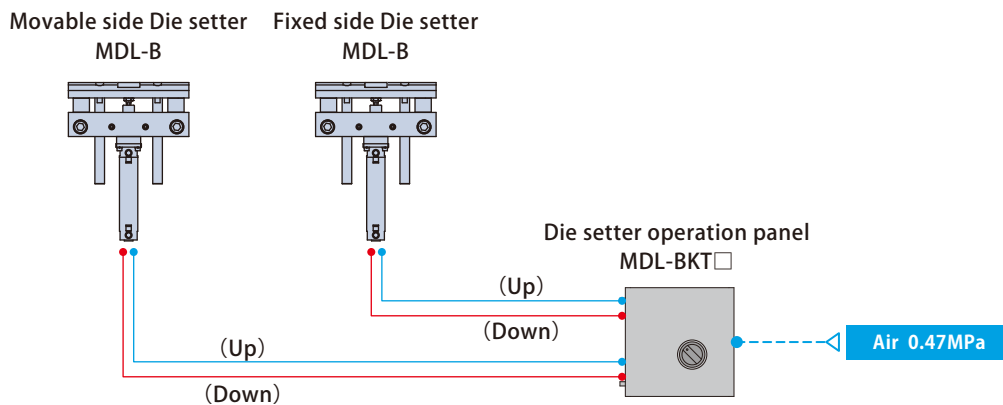 Movable side Die setter
MDL-B
Fixed side Die setter
MDL-B
Die setter operation panel
MDL-BKT□
（Up）
（Down）
（Up）
（Down）
Air 0.47MPa